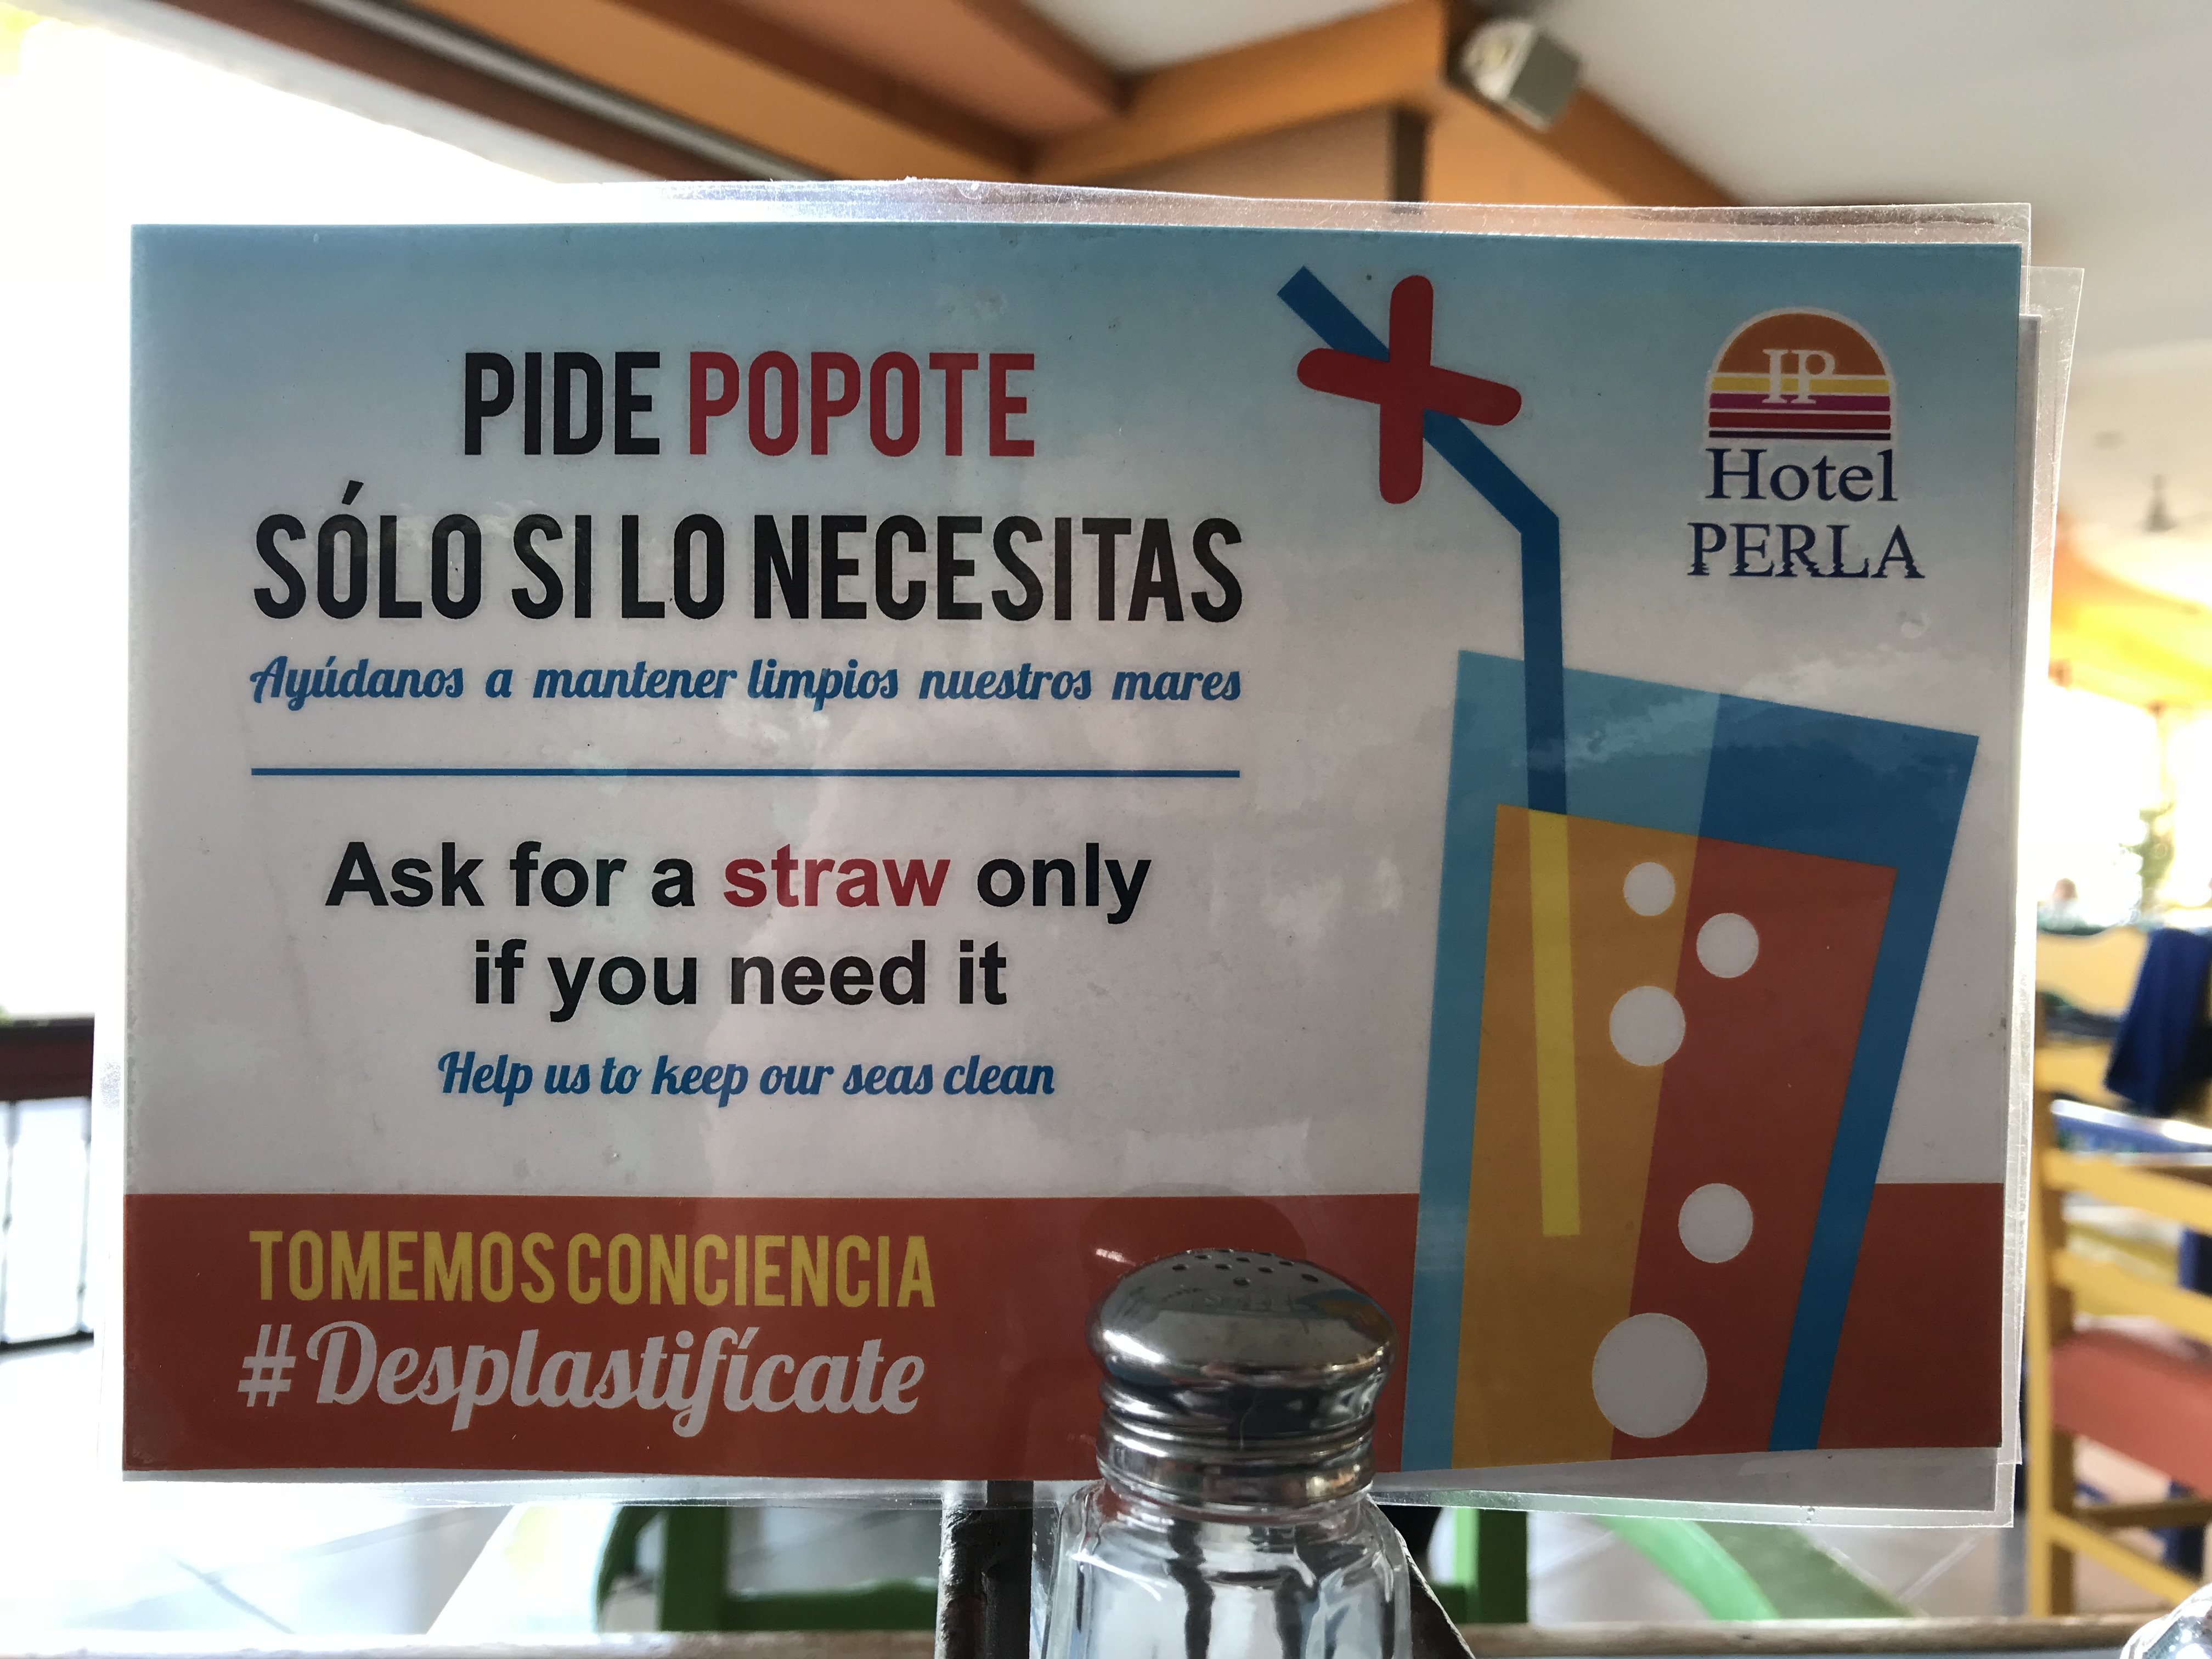 PIDE POPOTE
SÓLO SI LO NECESITAS
Ayúdanos a mantener limpios nuestros mares
Ask for a straw only
if you need it
Help us to keep our seas clean
TOMEMOS CONCIENCIA
#Desplastifícate
HP
Hotel
PERLA